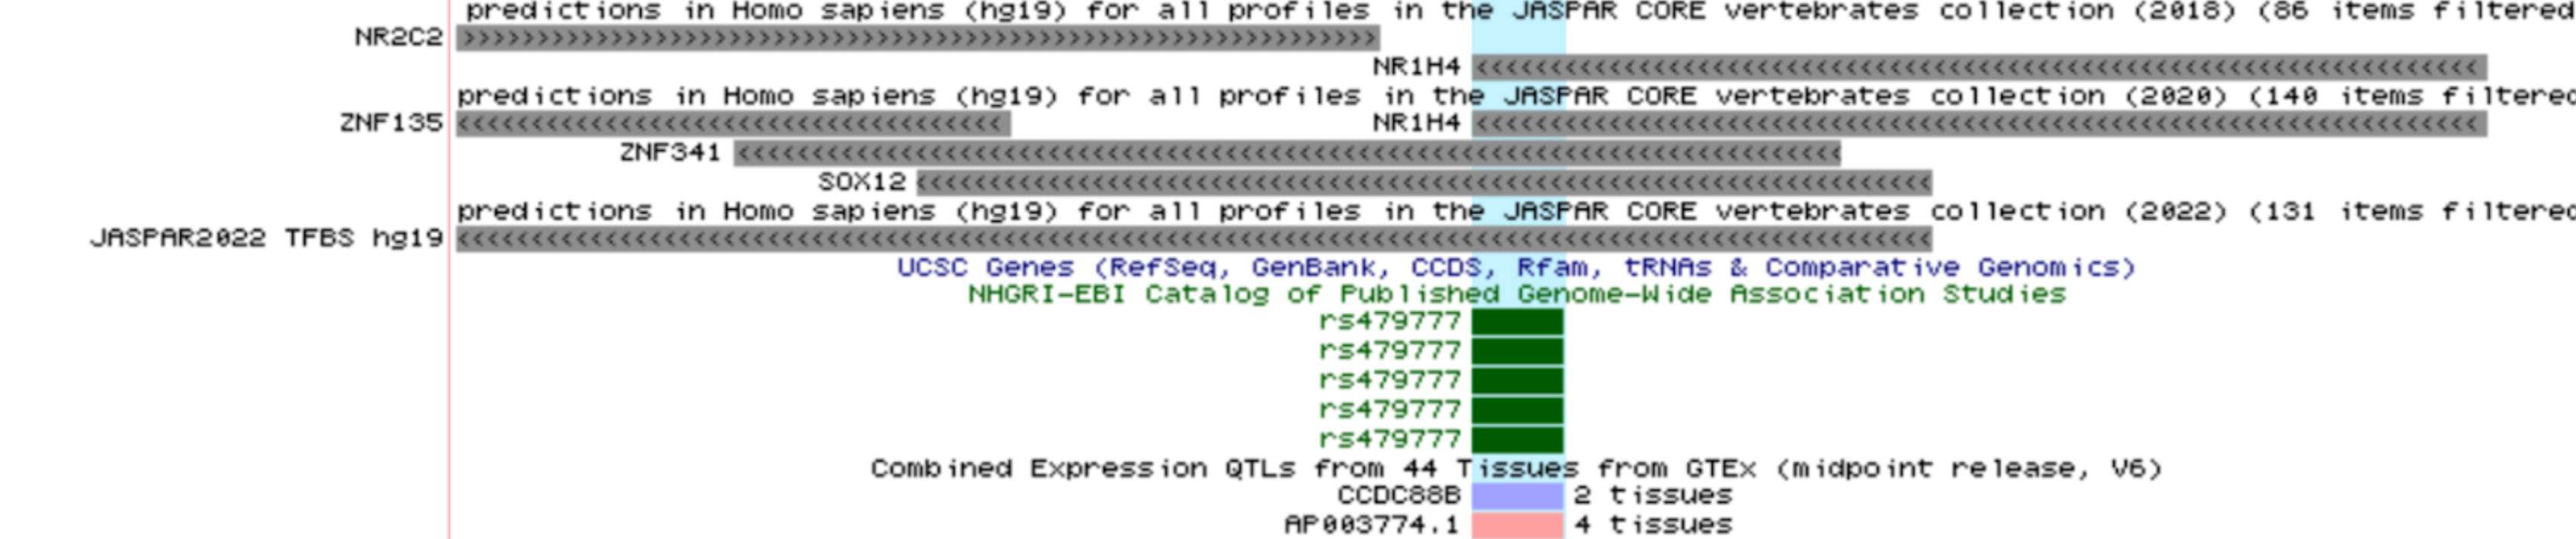 predictions in Homo sapiens (hg19) for all profiles in the JASPAR CORE vertebrates collection (2018) (86 items filtered
NR2C2
NR1H4
predictions in Homo sapiens (hg19) for all profiles in the JASPAR CORE vertebrates collection (2020) (140 items filtered
ZNF135 NR1H4
ZNF341
SOX12
predictions in Homo sapiens (hg19) for all profiles in the JASPAR CORE vertebrates collection (2022) (131 items filtered
JASPAR2022 TFBS hg19
UCSC Genes (RefSeq, GenBank, CCDS, Rfam, tRNAs & Comparative Genomics)
NHGRI-EBI Catalog of Published Genome-Wide Association Studies
rs479777
rs479777
rs479777
rs479777
rs479777
Combined Expression QTLs from 44 Tissues from GTEx (midpoint release, V6)
CCDC88B 2 tissues
AP003774.1 4 tissues